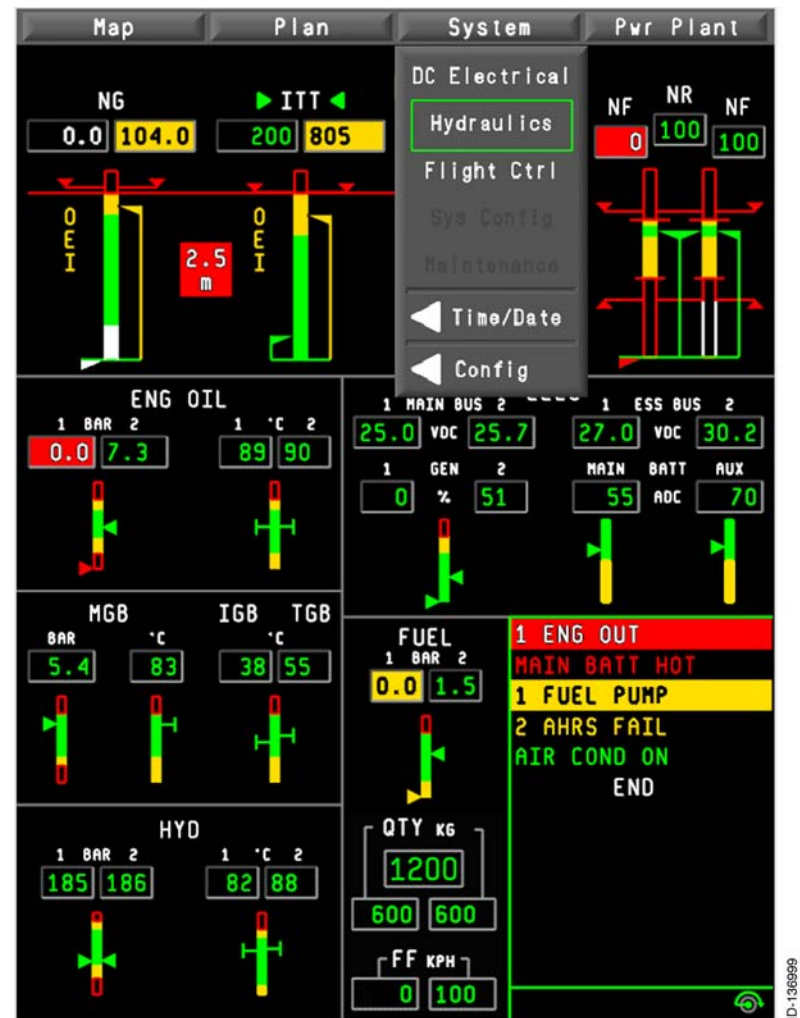 Map Plan System Pwr Plant
DC Electrical
Hydraulics
Flight Ctrl
Sys Config
Maintenance
Time/Date
Config
NG
0.0 104.0
ITT
200 805
NF NR NF
0 100 100
OEI
2.5
m
OEI
ENG OIL
1 BAR 2 1 °C 2
0.0 7.3 89 90
1 MAIN BUS 2 1 ESS BUS 2
25.0 VDC 25.7 27.0 VDC 30.2
1 GEN 2 MAIN BATT AUX
0 % 51 55 ADC 70
MGB IGB TGB
BAR °C °C
5.4 83 38 55
FUEL
1 BAR 2
0.0 1.5
1 ENG OUT
MAIN BATT HOT
1 FUEL PUMP
2 AHRS FAIL
AIR COND ON
END
HYD
1 BAR 2 1 °C 2
185 186 82 88
QTY KG
1200
600 600
FF KPH
0 100
D-136999